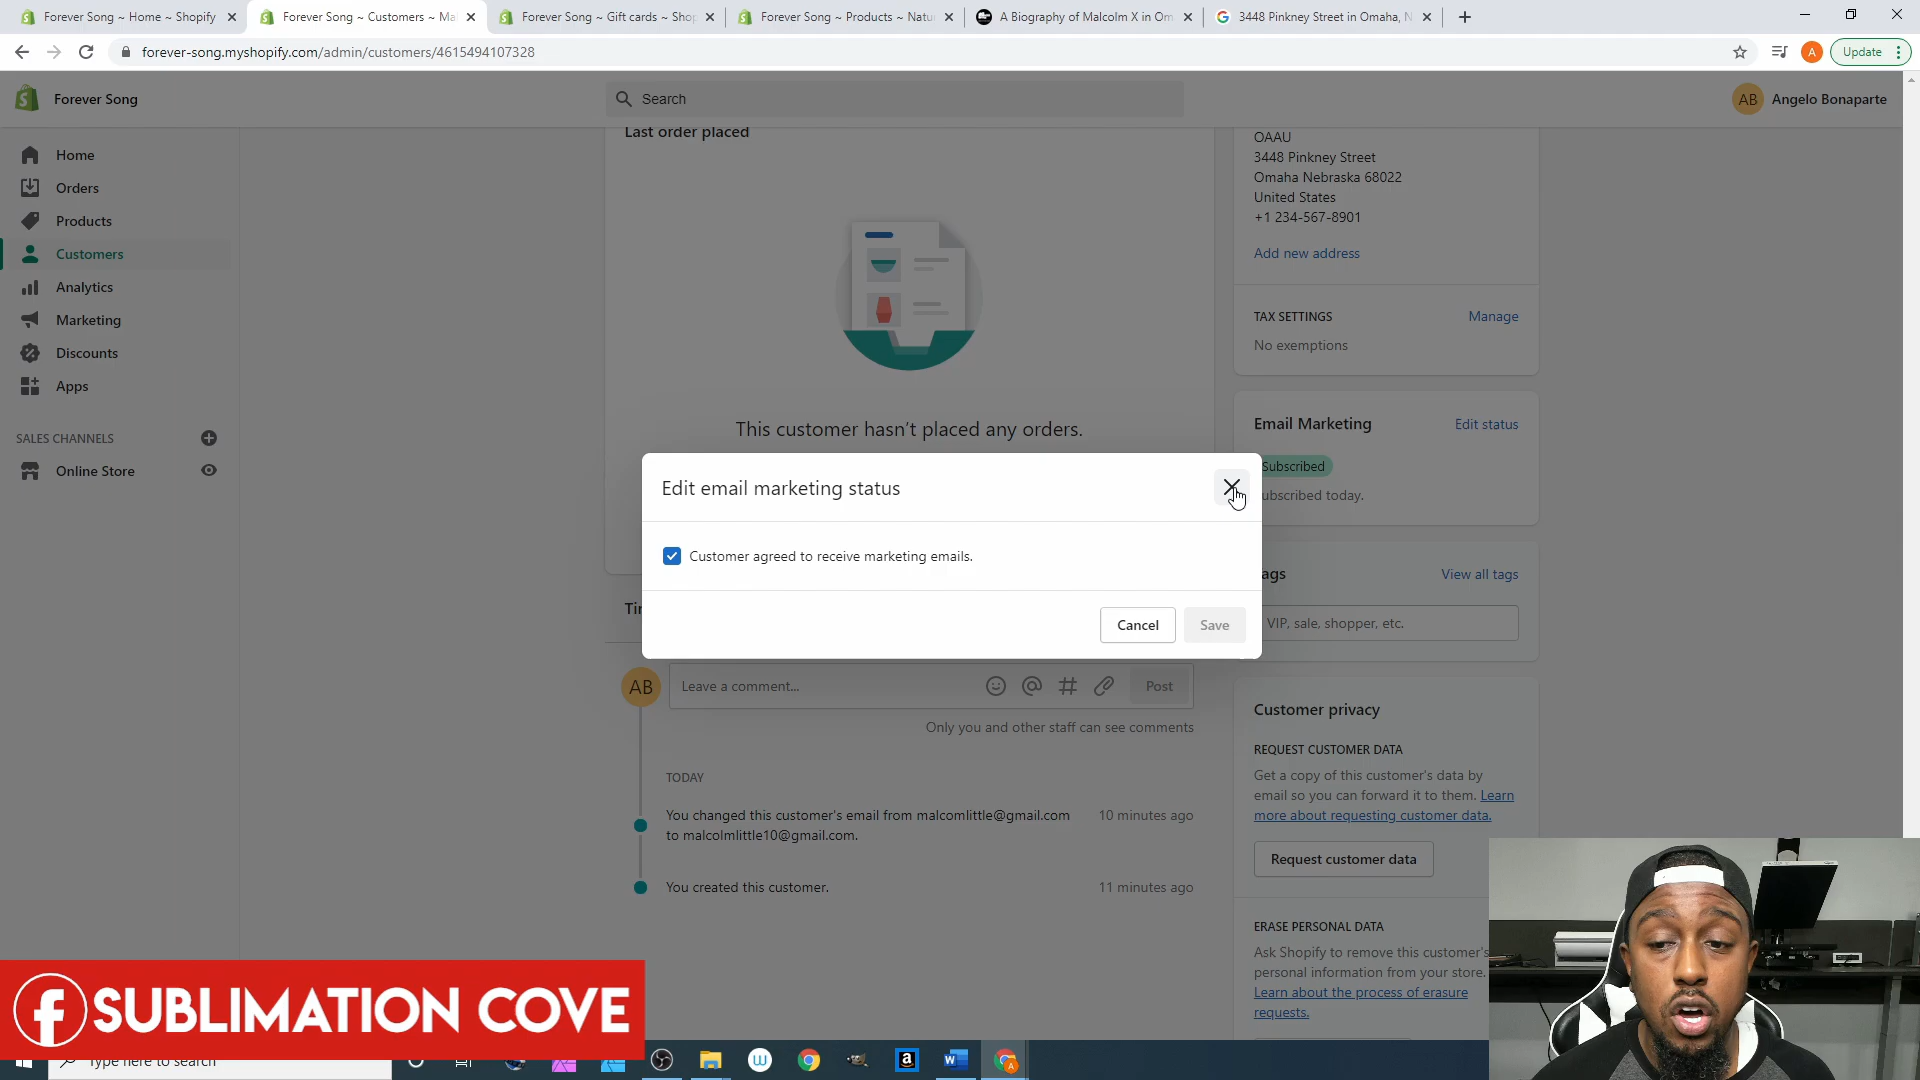 Forever Song ~ Home ~ Shopify
Forever Song ~ Customers ~ Ma
Forever Song ~ Gift cards ~ Sho
Forever Song ~ Products ~ Natu
A Biography of Malcolm X in Om
3448 Pinkney Street in Omaha, N
forever-song.myshopify.com/admin/customers/4615494107328
A
Update
Forever Song
Search
AB
Angelo Bonaparte
Home
Orders
Products
Customers
Analytics
Marketing
Discounts
Apps
SALES CHANNELS
Online Store
Last order placed
This customer hasn't placed any orders.
OAAU
3448 Pinkney Street
Omaha Nebraska 68022
United States
+1 234-567-8901
Add new address
TAX SETTINGS
Manage
No exemptions
Email Marketing
Edit status
Subscribed
ubscribed today.
Edit email marketing status
Customer agreed to receive marketing emails.
Cancel
Save
ags
View all tags
VIP, sale, shopper, etc.
AB
Leave a comment...
Post
Only you and other staff can see comments
TODAY
You changed this customer's email from malcomlittle@gmail.com
to malcolmlittle10@gmail.com.
10 minutes ago
You created this customer.
11 minutes ago
Customer privacy
REQUEST CUSTOMER DATA
Get a copy of this customer's data by
email so you can forward it to them. Learn
more about requesting customer data.
Request customer data
ERASE PERSONAL DATA
Ask Shopify to remove this customer's
personal information from your store.
Learn about the process of erasure
requests.
SUBLIMATION COVE
Type here to search